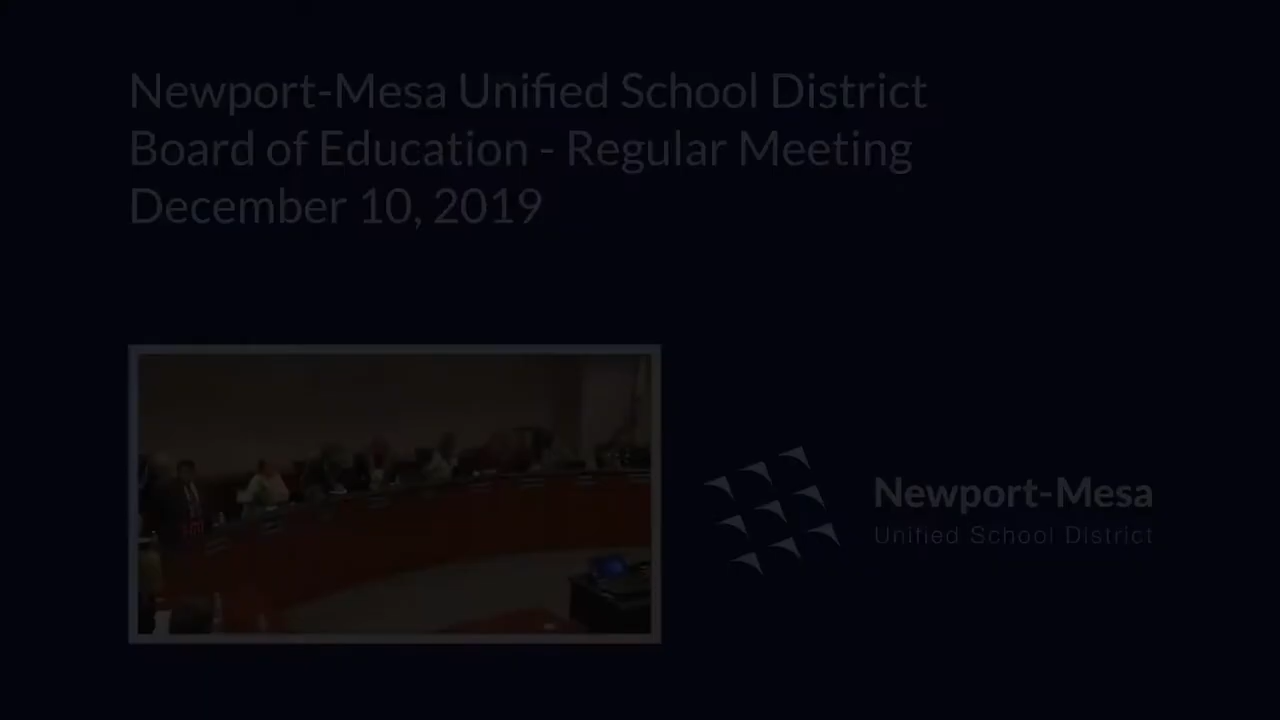 Newport-Mesa Unified School District
Board of Education - Regular Meeting
December 10, 2019
Newport-Mesa
Unified School District